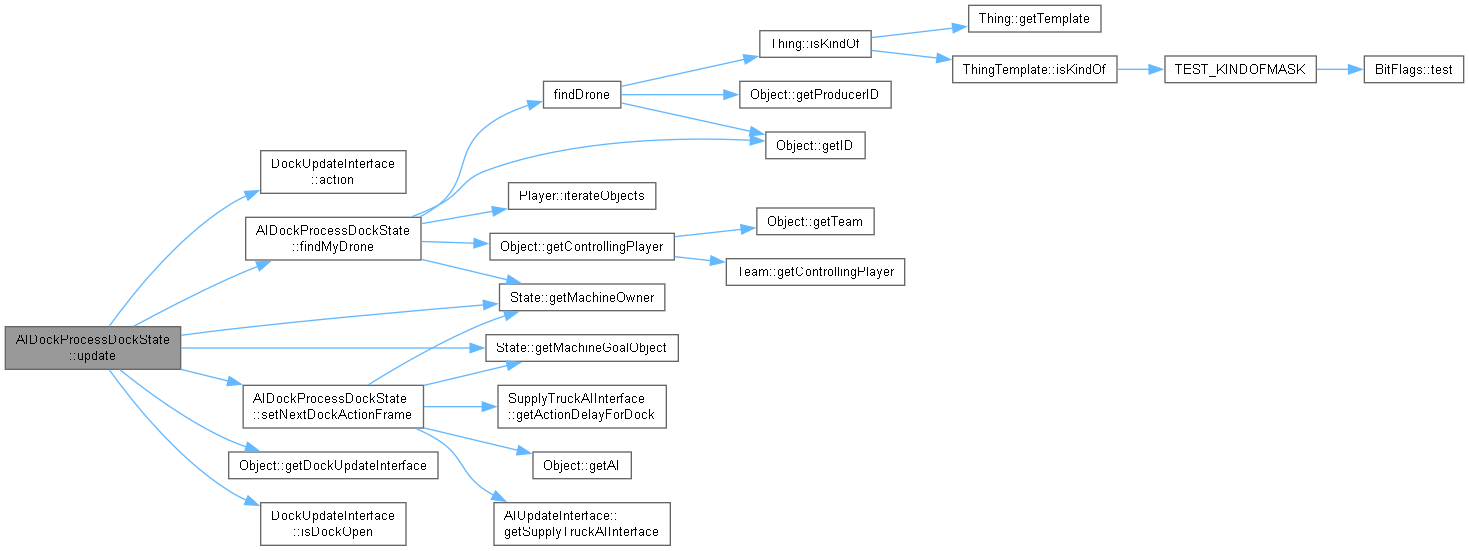 AIDockProcessDockState
::update
DockUpdateInterface
::action
AIDockProcessDockState
::findMyDrone
findDrone
Thing::isKindOf
Thing::getTemplate
ThingTemplate::isKindOf
TEST_KINDOFMASK
BitFlags::test
Object::getProducerID
Object::getID
Player::iterateObjects
Object::getControllingPlayer
Object::getTeam
Team::getControllingPlayer
State::getMachineOwner
State::getMachineGoalObject
AIDockProcessDockState
::setNextDockActionFrame
SupplyTruckAIInterface
::getActionDelayForDock
Object::getAI
AIUpdateInterface::
getSupplyTruckAIInterface
Object::getDockUpdateInterface
DockUpdateInterface
::isDockOpen